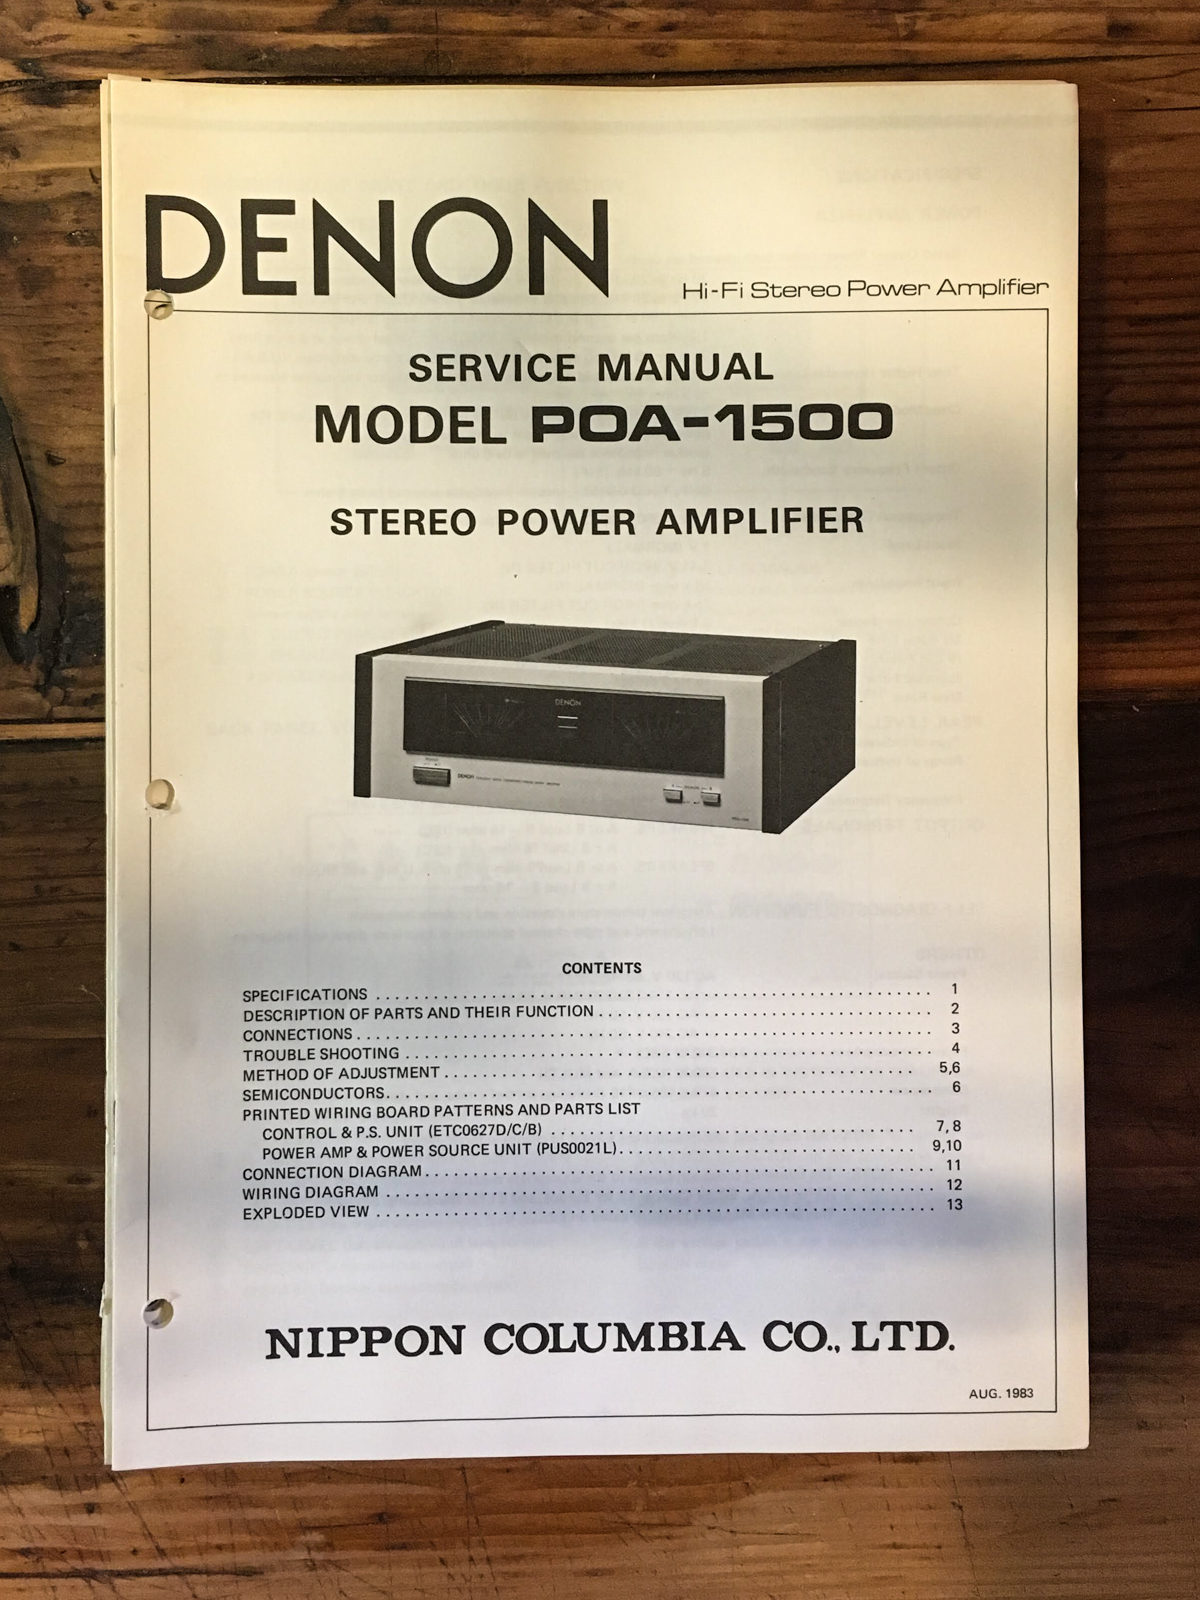 DENON
Hi-Fi Stereo Power Amplifier
SERVICE MANUAL
MODEL POA-1500
STEREO POWER AMPLIFIER
DENON
DENON
CONTENTS
SPECIFICATIONS . . . . . . . . . . . . . . . . . . . . 1
DESCRIPTION OF PARTS AND THEIR FUNCTION . . . . . . . . . . . . . . . . . . . . 2
CONNECTIONS . . . . . . . . . . . . . . . . . . . . 3
TROUBLE SHOOTING . . . . . . . . . . . . . . . . . . . . 4
METHOD OF ADJUSTMENT . . . . . . . . . . . . . . . . . . . . 5,6
SEMICONDUCTORS. . . . . . . . . . . . . . . . . . . . 6
PRINTED WIRING BOARD PATTERNS AND PARTS LIST
CONTROL & P.S. UNIT (ETC0627D/C/B) . . . . . . . . . . . . . . . . . . . . 7, 8
POWER AMP & POWER SOURCE UNIT (PUS0021L). . . . . . . . . . . . . . . . . . . . 9,10
CONNECTION DIAGRAM . . . . . . . . . . . . . . . . . . . . 11
WIRING DIAGRAM . . . . . . . . . . . . . . . . . . . . 12
EXPLODED VIEW . . . . . . . . . . . . . . . . . . . . 13
NIPPON COLUMBIA CO., LTD.
AUG. 1983